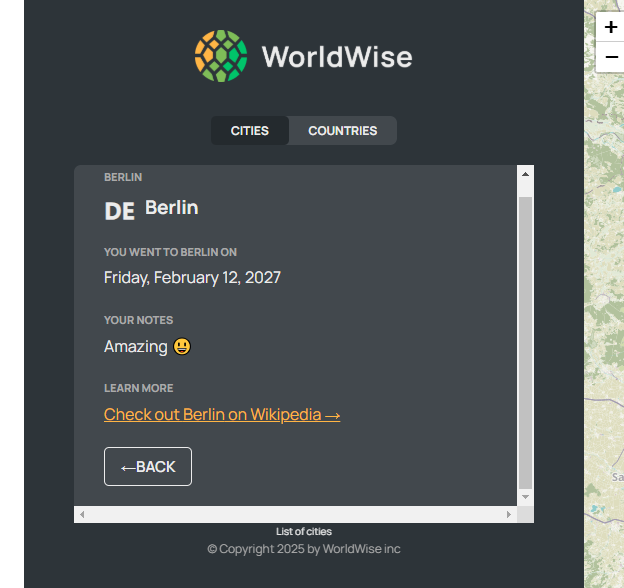 WorldWise
+
−
CITIES
COUNTRIES
BERLIN
DE Berlin
YOU WENT TO BERLIN ON
Friday, February 12, 2027
YOUR NOTES
Amazing 😃
LEARN MORE
Check out Berlin on Wikipedia →
←BACK
Sa
List of cities
© Copyright 2025 by WorldWise inc